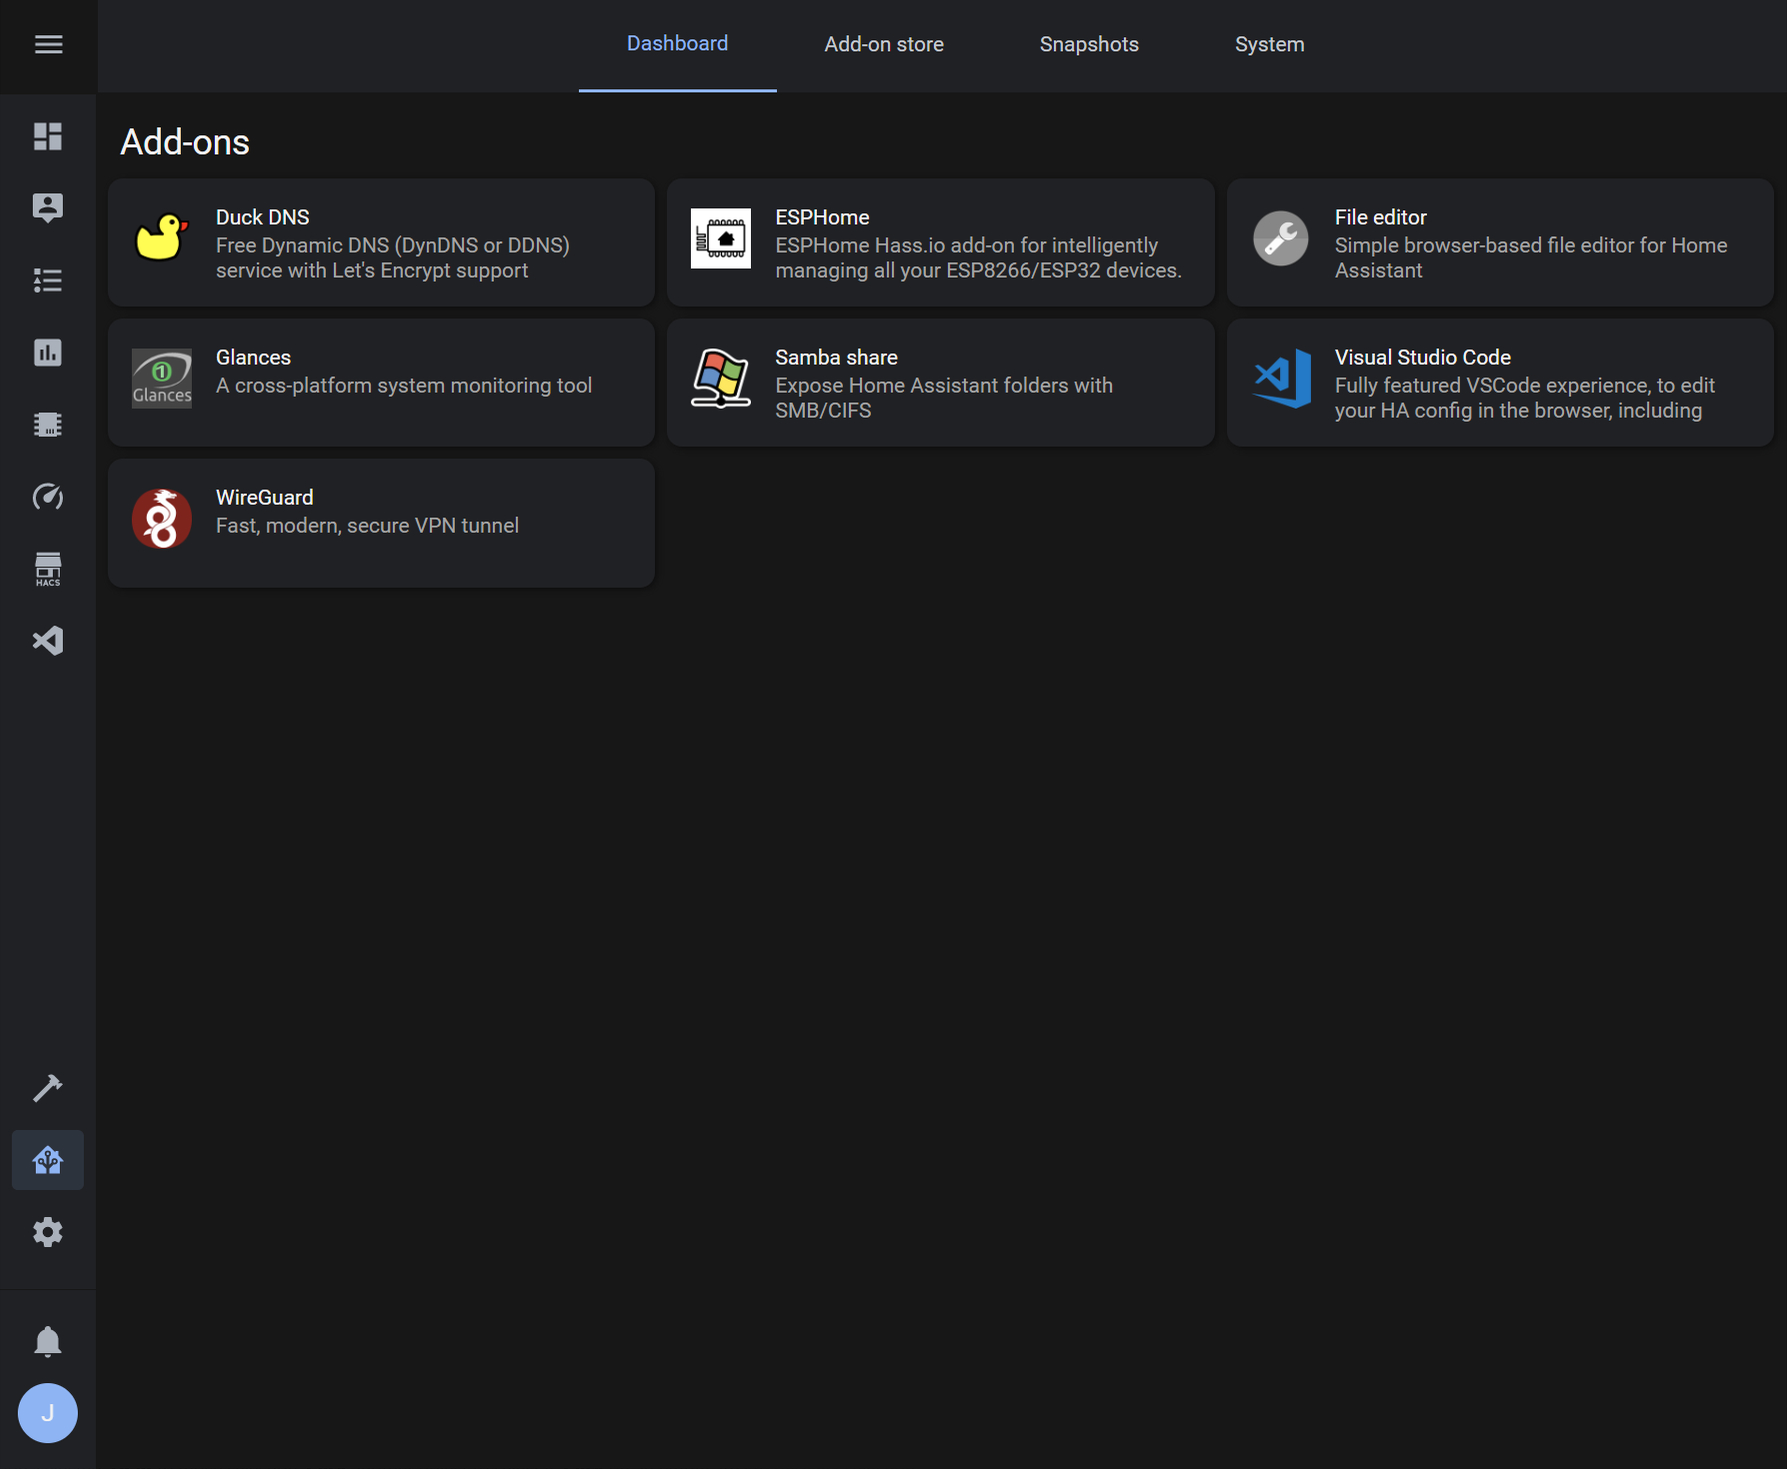 Dashboard
Add-on store
Snapshots
System
Add-ons
Duck DNS
Free Dynamic DNS (DynDNS or DDNS)
service with Let's Encrypt support
ESPHome
ESPHome Hass.io add-on for intelligently
managing all your ESP8266/ESP32 devices.
File editor
Simple browser-based file editor for Home
Assistant
1
Glances
Glances
A cross-platform system monitoring tool
Samba share
Expose Home Assistant folders with
SMB/CIFS
Visual Studio Code
Fully featured VSCode experience, to edit
your HA config in the browser, including
WireGuard
Fast, modern, secure VPN tunnel
HACS
J